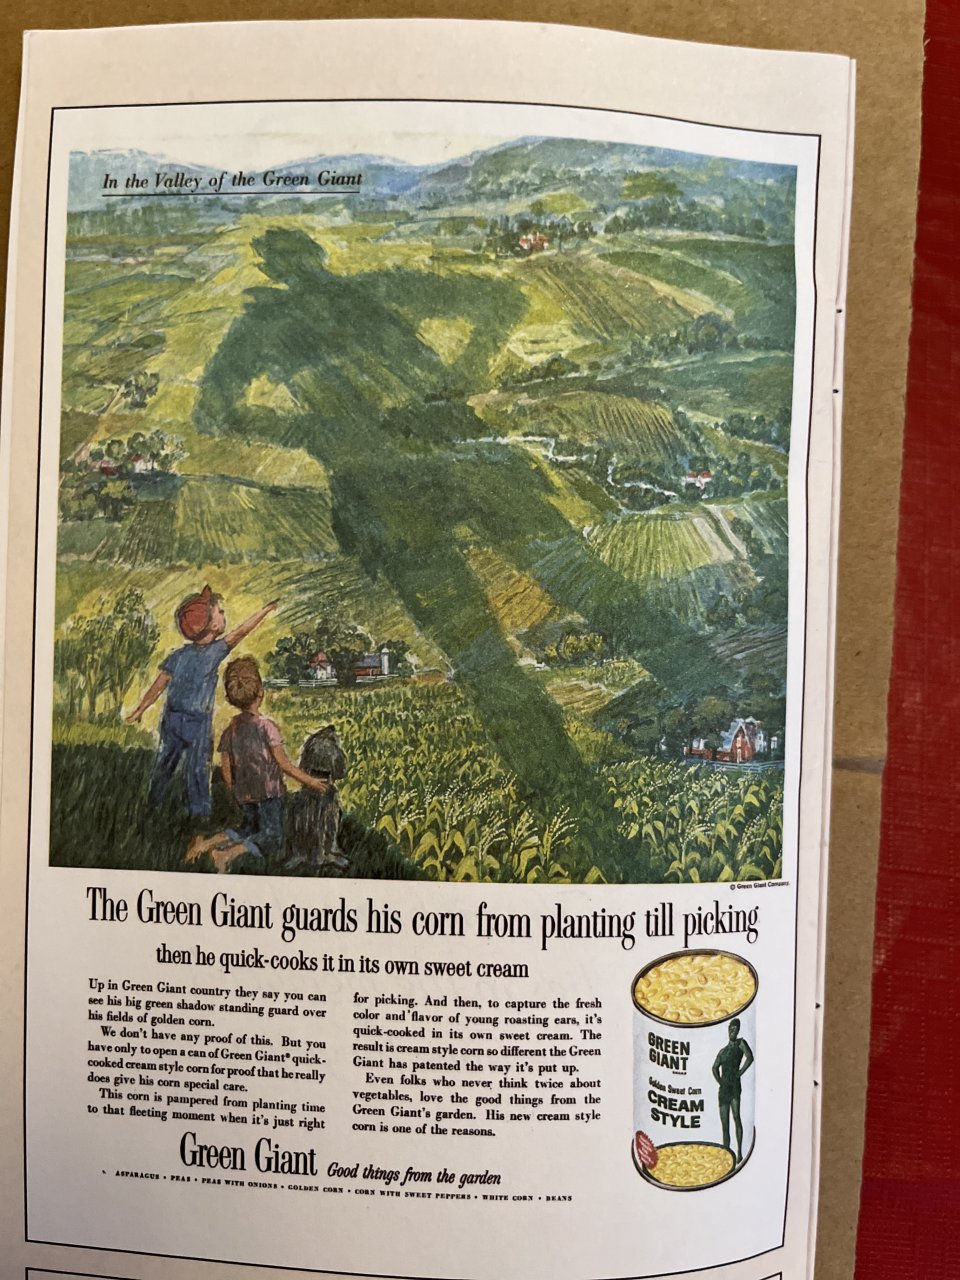 In the Valley of the Green Giant
© Green Giant Company.
The Green Giant guards his corn from planting till picking
then he quick-cooks it in its own sweet cream
Up in Green Giant country they say you can
see his big green shadow standing guard over
his fields of golden corn.
We don't have any proof of this. But you
have only to open a can of Green Giant® quick-
cooked cream style corn for proof that he really
does give his corn special care.
This corn is pampered from planting time
to that fleeting moment when it's just right
for picking. And then, to capture the fresh
color and flavor of young roasting ears, it's
quick-cooked in its own sweet cream. The
result is cream style corn so different the Green
Giant has patented the way it's put up.
Even folks who never think twice about
vegetables, love the good things from the
Green Giant's garden. His new cream style
corn is one of the reasons.
GREEN
GIANT
Golden Sweet Corn
CREAM
STYLE
Green Giant Good things from the garden
ASPARAGUS • PEAS • PEAS WITH ONIONS • GOLDEN CORN • CORN WITH SWEET PEPPERS • WHITE CORN • BEANS